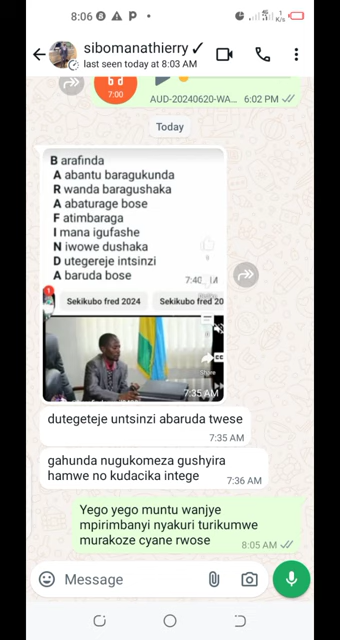 8:06
1 K/s
sibomanathierry ✓
last seen today at 8:03 AM
bd
7:00
AUD-20240620-WA... 6:02 PM
Today
B arafinda
A abantu baragukunda
R wanda baragushaka
A abaturage bose
F atimbaraga
I mana igufashe
N iwowe dushaka
D utegereje intsinzi
A baruda bose
7:40
Sekikubo fred 2024 Sekikubo fred 20
Share
7:35 AM
dutegeteje untsinzi abaruda twese
7:35 AM
gahunda nugukomeza gushyira
hamwe no kudacika intege
7:36 AM
Yego yego muntu wanjye
mpirimbanyi nyakuri turikumwe
murakoze cyane rwose
8:05 AM
Message